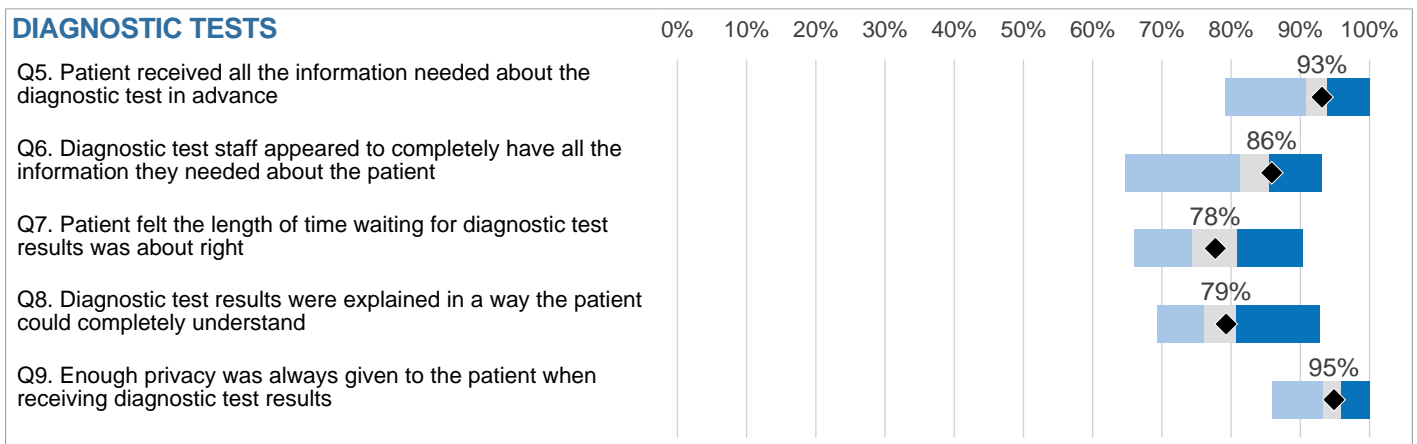 DIAGNOSTIC TESTS
0% 10% 20% 30% 40% 50% 60% 70% 80% 90% 100%
Q5. Patient received all the information needed about the
diagnostic test in advance
93%
Q6. Diagnostic test staff appeared to completely have all the
information they needed about the patient
86%
Q7. Patient felt the length of time waiting for diagnostic test
results was about right
78%
Q8. Diagnostic test results were explained in a way the patient
could completely understand
79%
Q9. Enough privacy was always given to the patient when
receiving diagnostic test results
95%